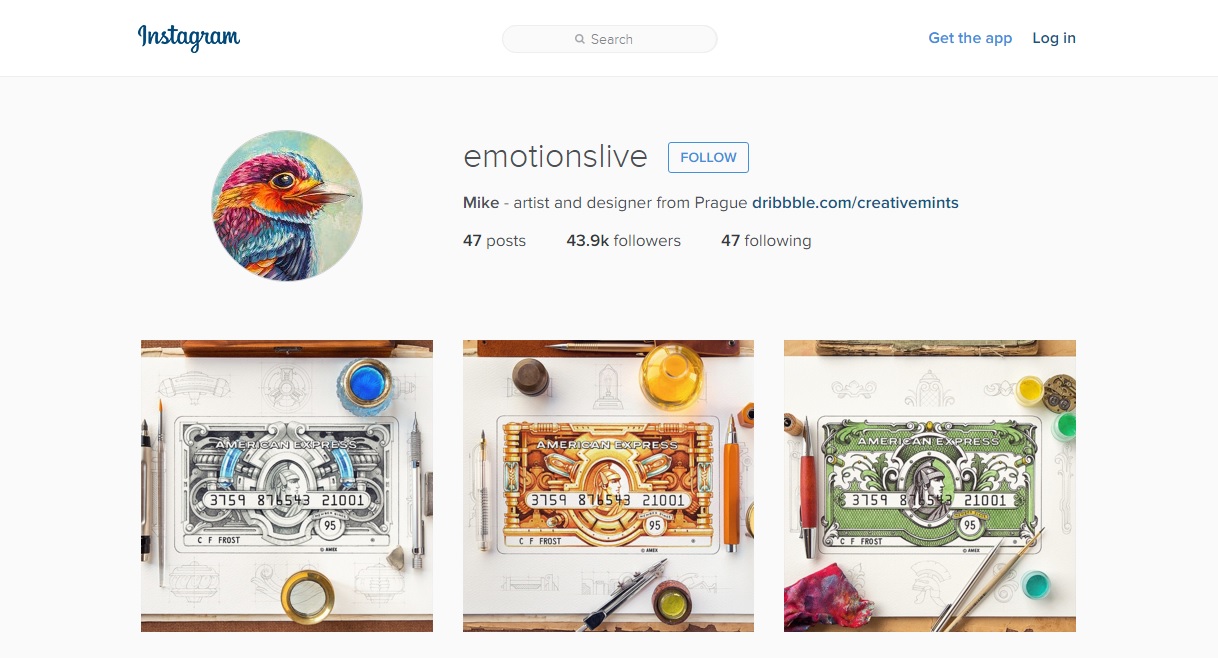 Instagram
Search
Get the app Log in
emotionslive FOLLOW
Mike - artist and designer from Prague dribbble.com/creativemints
47 posts 43.9k followers 47 following
AMERICAN EXPRESS
3759 876543 21001
95
C F FROST
© AMEX
AMERICAN EXPRESS
3759 876543 21001
95
C F FROST
© AMEX
AMERICAN EXPRESS
3759 876543 21001
95
C F FROST
© AMEX